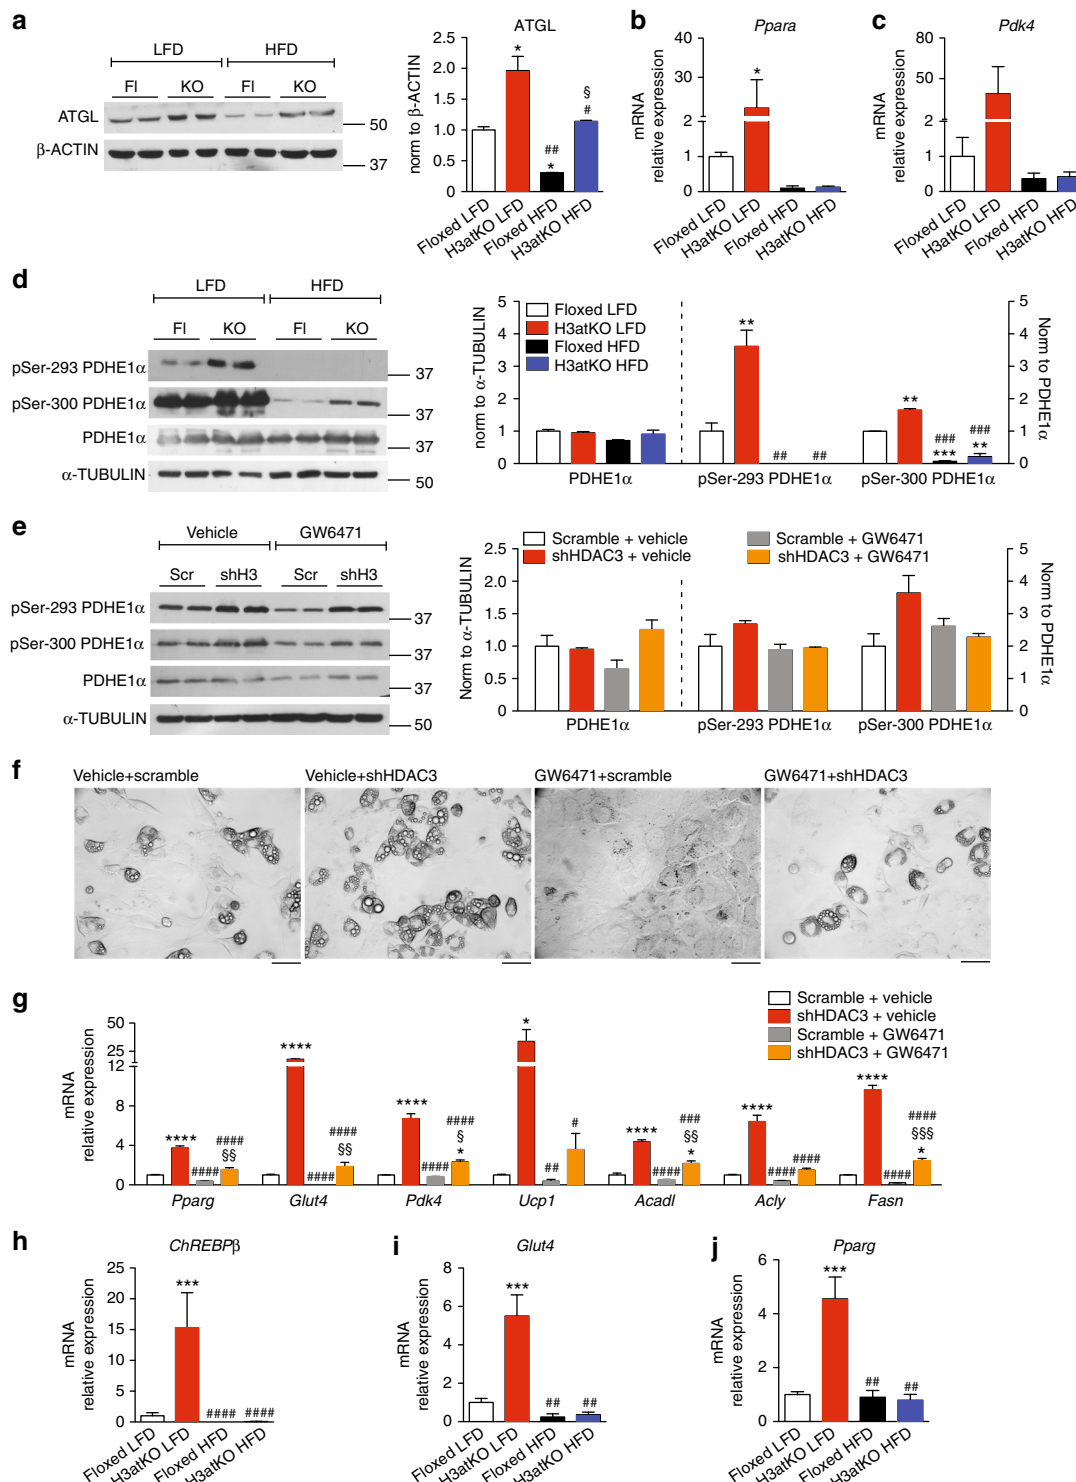 a
LFD
HFD
Fl
KO
Fl
KO
ATGL
β-ACTIN
50
37
ATGL
norm to β-ACTIN
2.0
1.5
1.0
0.5
0
*
##
*
§
#
Floxed LFD
H3atKO LFD
Floxed HFD
H3atKO HFD
b
Ppara
mRNA
relative expression
40
30
20
2
1
0
*
Floxed LFD
H3atKO LFD
Floxed HFD
H3atKO HFD
c
Pdk4
mRNA
relative expression
80
50
20
2
1
0
Floxed LFD
H3atKO LFD
Floxed HFD
H3atKO HFD
d
LFD
HFD
Fl
KO
Fl
KO
pSer-293 PDHE1α
37
pSer-300 PDHE1α
37
PDHE1α
37
α-TUBULIN
50
norm to α-TUBULIN
5
4
3
2
1
0
Floxed LFD
H3atKO LFD
Floxed HFD
H3atKO HFD
**
##
##
**
###
***
###
**
5
4
3
2
1
0
Norm to PDHE1α
PDHE1α
pSer-293 PDHE1α
pSer-300 PDHE1α
e
Vehicle
GW6471
Scr
shH3
Scr
shH3
pSer-293 PDHE1α
37
pSer-300 PDHE1α
37
PDHE1α
37
α-TUBULIN
50
Scramble + vehicle
shHDAC3 + vehicle
Scramble + GW6471
shHDAC3 + GW6471
Norm to α-TUBULIN
2.5
2.0
1.5
1.0
0.5
0
5
4
3
2
1
0
Norm to PDHE1α
PDHE1α
pSer-293 PDHE1α
pSer-300 PDHE1α
f
Vehicle+scramble
Vehicle+shHDAC3
GW6471+scramble
GW6471+shHDAC3
g
Scramble + vehicle
shHDAC3 + vehicle
Scramble + GW6471
shHDAC3 + GW6471
mRNA
relative expression
50
25
12
8
4
0
****
####
####
§§
****
####
####
§§
****
####
####
§
*
*
##
#
****
####
###
§§
*
****
####
####
****
####
####
§§§
*
Pparg
Glut4
Pdk4
Ucp1
Acadl
Acly
Fasn
h
ChREBPβ
mRNA
relative expression
25
20
15
10
5
0
***
####
####
Floxed LFD
H3atKO LFD
Floxed HFD
H3atKO HFD
i
Glut4
mRNA
relative expression
8
6
4
2
0
***
##
##
Floxed LFD
H3atKO LFD
Floxed HFD
H3atKO HFD
j
Pparg
mRNA
relative expression
6
4
2
0
***
##
##
Floxed LFD
H3atKO LFD
Floxed HFD
H3atKO HFD